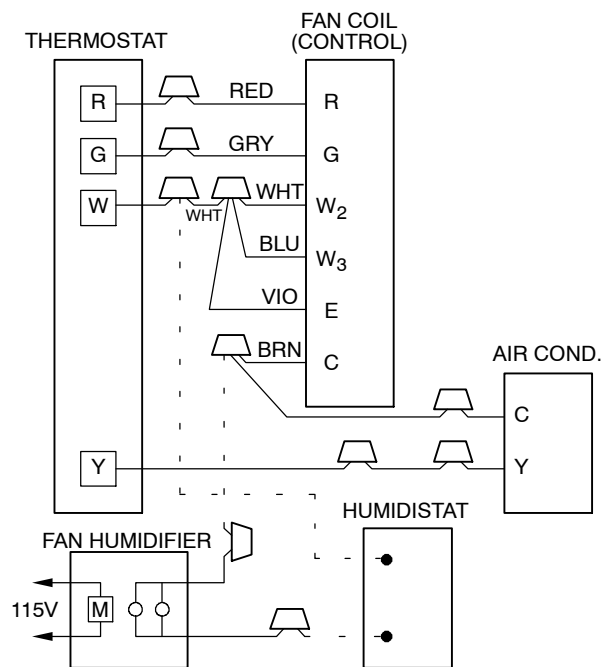 FAN COIL
(CONTROL)
THERMOSTAT
R
RED
R
G
GRY
G
W
WHT
WHT
W2
BLU
W3
VIO
E
BRN
C
AIR COND.
C
Y
Y
HUMIDISTAT
FAN HUMIDIFIER
115V
M